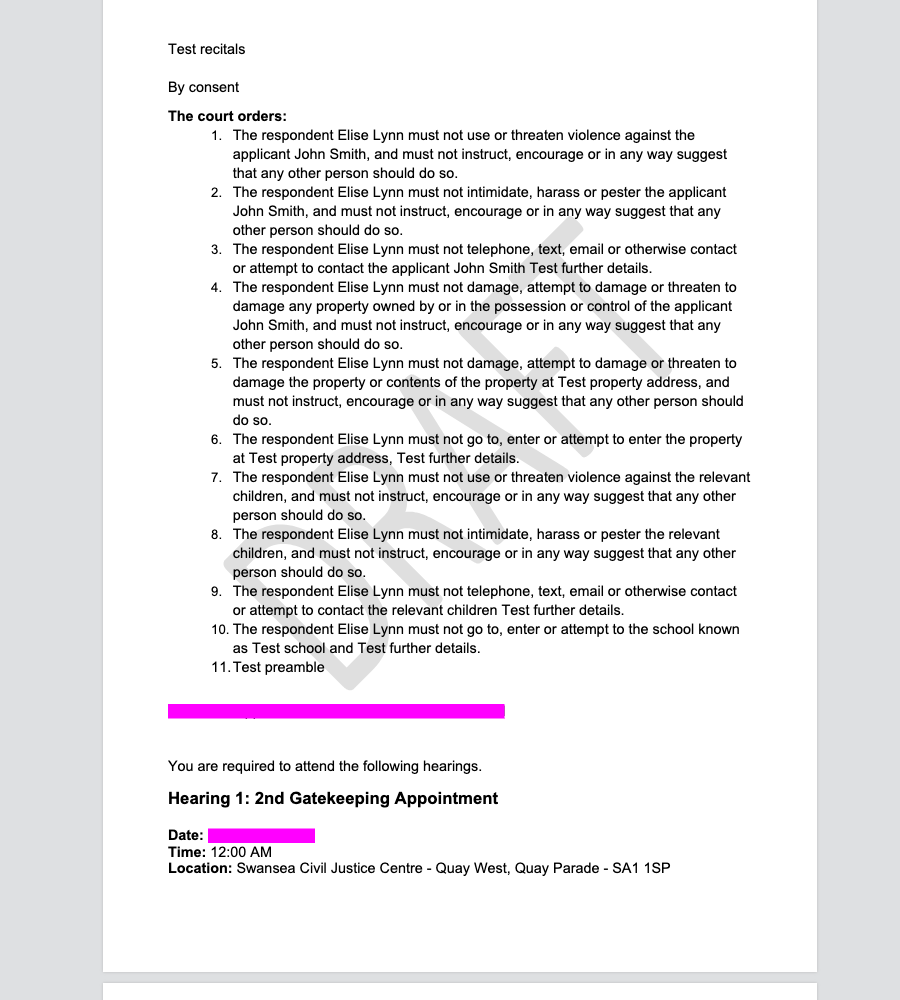 Test recitals
By consent
The court orders:
1. The respondent Elise Lynn must not use or threaten violence against the
applicant John Smith, and must not instruct, encourage or in any way suggest
that any other person should do so.
2. The respondent Elise Lynn must not intimidate, harass or pester the applicant
John Smith, and must not instruct, encourage or in any way suggest that any
other person should do so.
3. The respondent Elise Lynn must not telephone, text, email or otherwise contact
or attempt to contact the applicant John Smith Test further details.
4. The respondent Elise Lynn must not damage, attempt to damage or threaten to
damage any property owned by or in the possession or control of the applicant
John Smith, and must not instruct, encourage or in any way suggest that any
other person should do so.
5. The respondent Elise Lynn must not damage, attempt to damage or threaten to
damage the property or contents of the property at Test property address, and
must not instruct, encourage or in any way suggest that any other person should
do so.
6. The respondent Elise Lynn must not go to, enter or attempt to enter the property
at Test property address, Test further details.
7. The respondent Elise Lynn must not use or threaten violence against the relevant
children, and must not instruct, encourage or in any way suggest that any other
person should do so.
8. The respondent Elise Lynn must not intimidate, harass or pester the relevant
children, and must not instruct, encourage or in any way suggest that any other
person should do so.
9. The respondent Elise Lynn must not telephone, text, email or otherwise contact
or attempt to contact the relevant children Test further details.
10. The respondent Elise Lynn must not go to, enter or attempt to the school known
as Test school and Test further details.
11. Test preamble
DRAFT
You are required to attend the following hearings.
Hearing 1: 2nd Gatekeeping Appointment
Date:
Time: 12:00 AM
Location: Swansea Civil Justice Centre - Quay West, Quay Parade - SA1 1SP